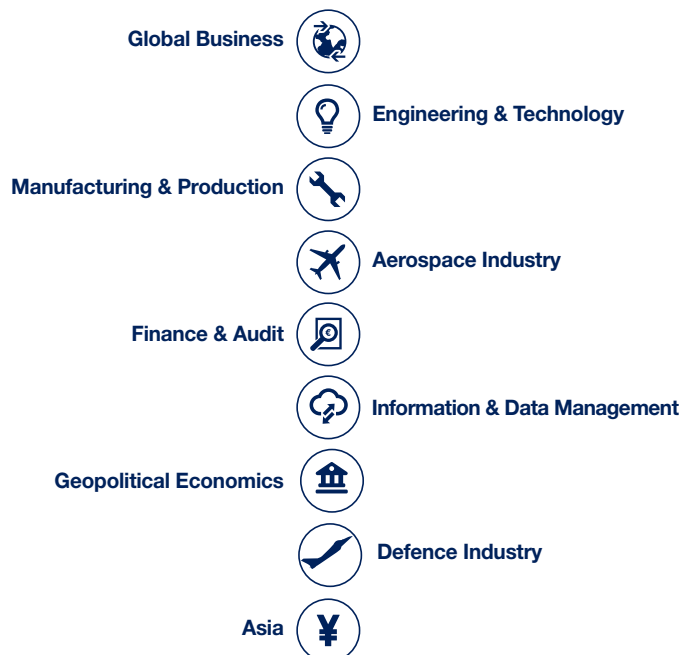 Global Business
Engineering & Technology
Manufacturing & Production
Aerospace Industry
Finance & Audit
€
Information & Data Management
Geopolitical Economics
Defence Industry
Asia
¥